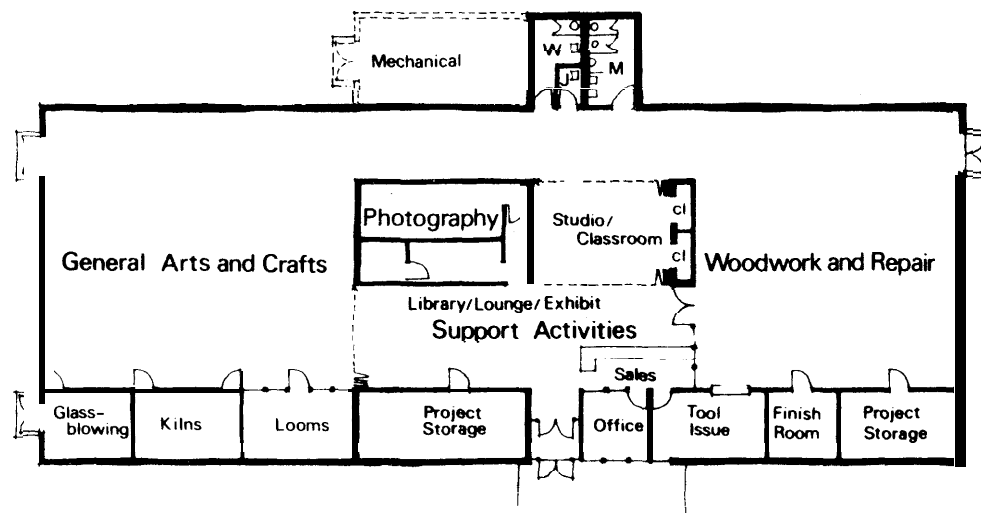 Mechanical
W
J
M
Photography
Studio/
Classroom
cl
cl
General Arts and Crafts
Woodwork and Repair
Library/Lounge/Exhibit
Support Activities
Sales
Glass-
blowing
Kilns
Looms
Project
Storage
Office
Tool
Issue
Finish
Room
Project
Storage